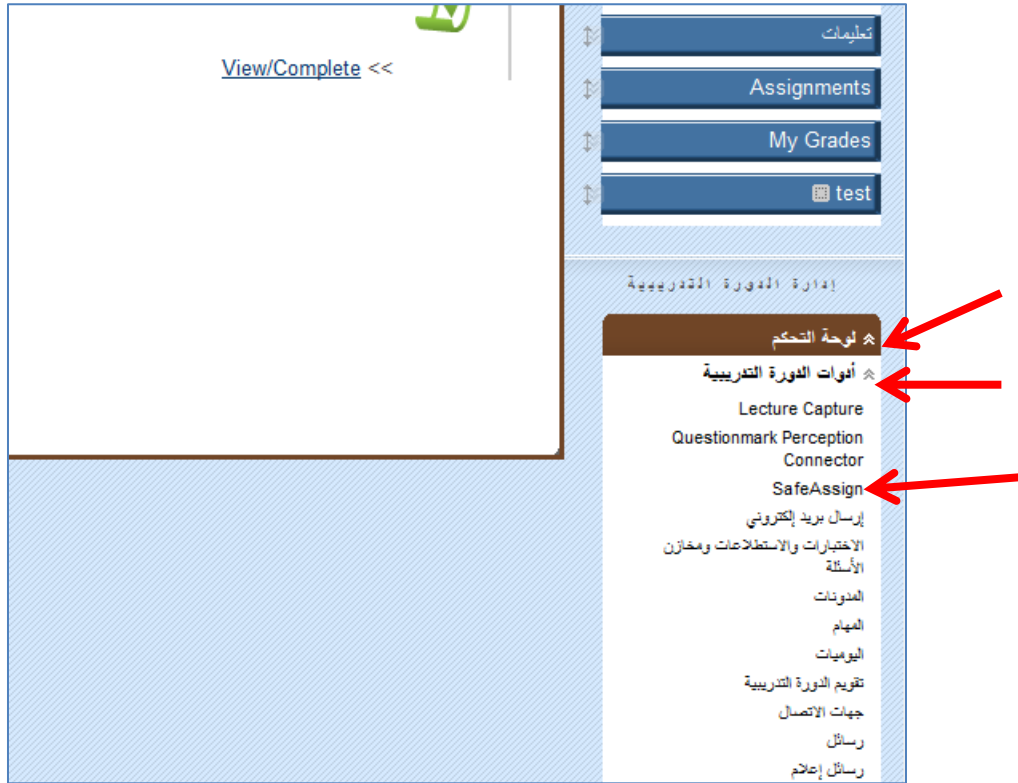 View/Complete <<
تعليمات
Assignments
My Grades
test
إدارة الدورة التدريبية
لوحة التحكم
أدوات الدورة التدريبية
Lecture Capture
Questionmark Perception
Connector
SafeAssign
إرسال بريد إلكتروني
الاختبارات والاستطلاعات ومخازن
الأسئلة
المدونات
المهام
اليوميات
تقويم الدورة التدريبية
جهات الاتصال
رسائل
رسائل إعلام